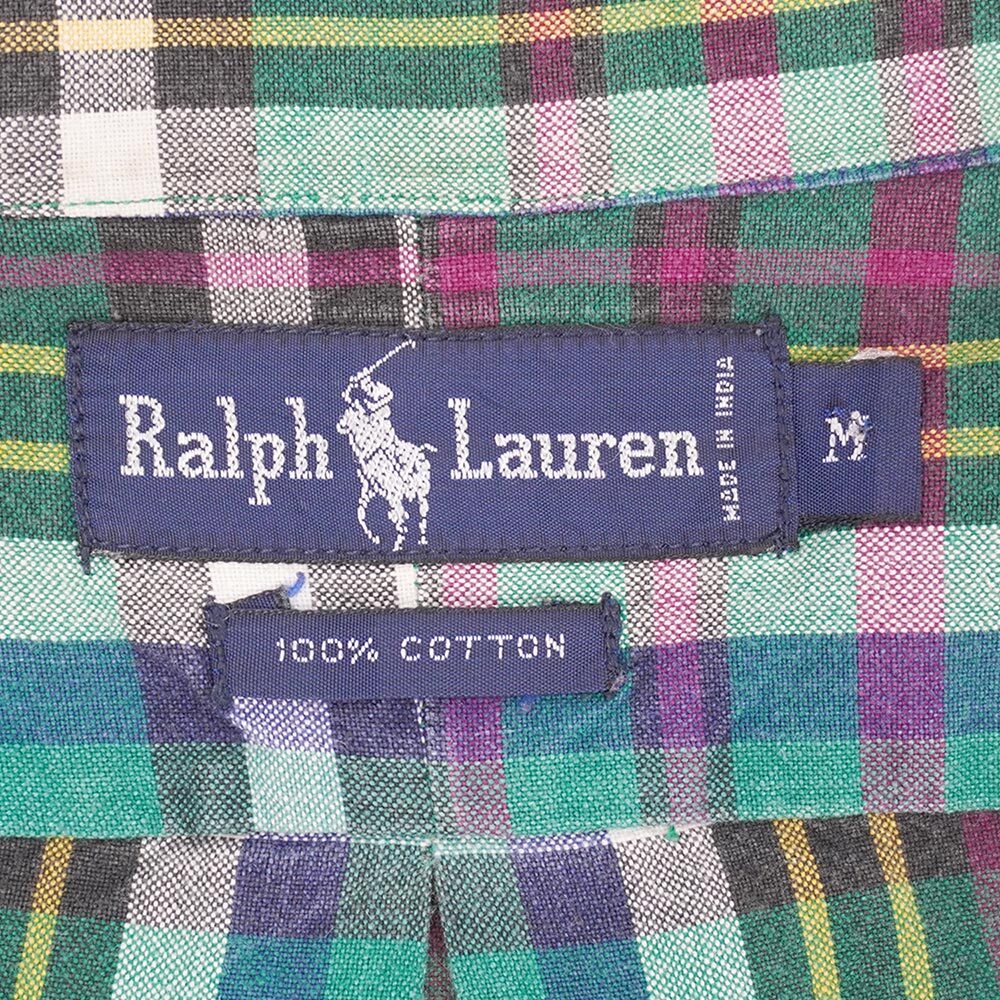 Ralph Lauren
MADE IN INDIA
M
100% COTTON